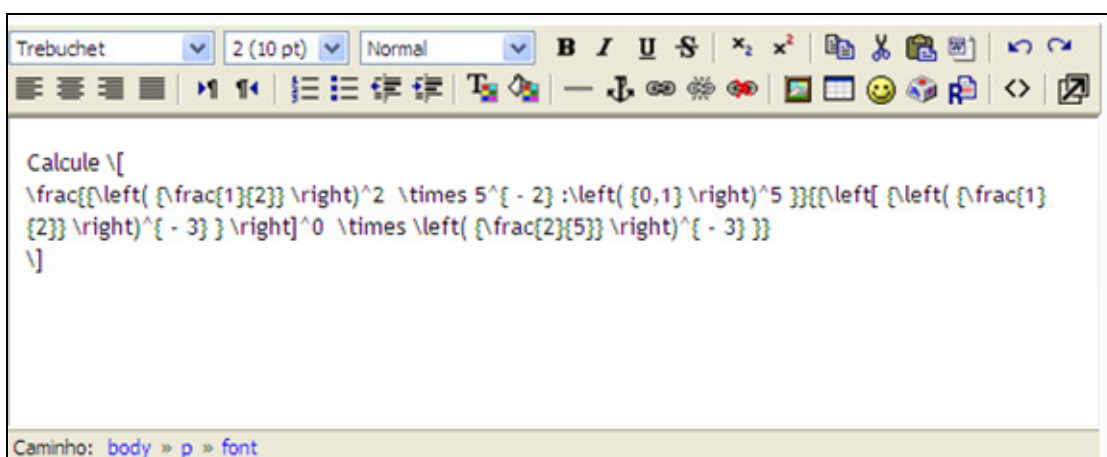 Trebuchet 2 (10 pt) Normal B I U S x₂ x²
Calcule \[
\frac{{\left( {\frac{1}{2}} \right)^2  \times 5^{ - 2} :\left( {0,1} \right)^5 }}{{\left[ {\left( {\frac{1}
{2}} \right)^{ - 3} } \right]^0  \times \left( {\frac{2}{5}} \right)^{ - 3} }}
\]
Caminho: body » p » font